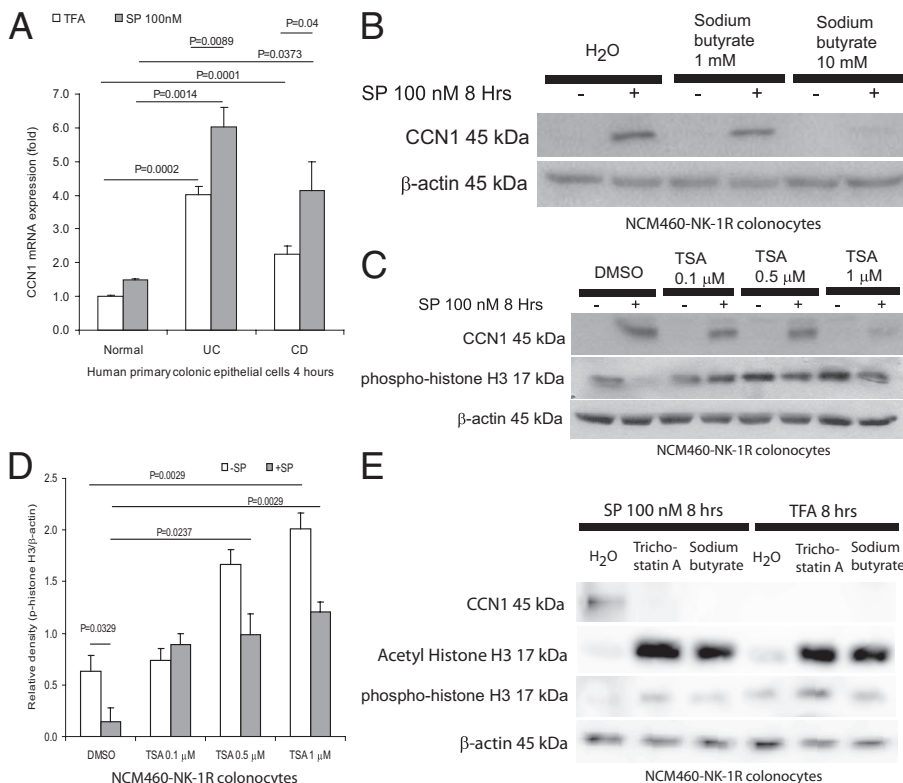 A
TFA SP 100nM
P=0.04
P=0.0089
P=0.0373
P=0.0001
P=0.0014
P=0.0002
CCN1 mRNA expression (fold)
7.0
6.0
5.0
4.0
3.0
2.0
1.0
0.0
Normal UC CD
Human primary colonic epithelial cells 4 hours
B
H2O
Sodium butyrate 1 mM
Sodium butyrate 10 mM
SP 100 nM 8 Hrs - + - + - +
CCN1 45 kDa
β-actin 45 kDa
NCM460-NK-1R colonocytes
C
DMSO
TSA 0.1 μM
TSA 0.5 μM
TSA 1 μM
SP 100 nM 8 Hrs - + - + - + - +
CCN1 45 kDa
phospho-histone H3 17 kDa
β-actin 45 kDa
NCM460-NK-1R colonocytes
D
-SP +SP
P=0.0029
P=0.0029
P=0.0237
P=0.0329
Relative density (p-histone H3/β-actin)
2.5
2.0
1.5
1.0
0.5
0.0
DMSO TSA 0.1 μM TSA 0.5 μM TSA 1 μM
NCM460-NK-1R colonocytes
E
SP 100 nM 8 hrs TFA 8 hrs
H2O
Tricho-
statin A
Sodium
butyrate
H2O
Tricho-
statin A
Sodium
butyrate
CCN1 45 kDa
Acetyl Histone H3 17 kDa
phospho-histone H3 17 kDa
β-actin 45 kDa
NCM460-NK-1R colonocytes